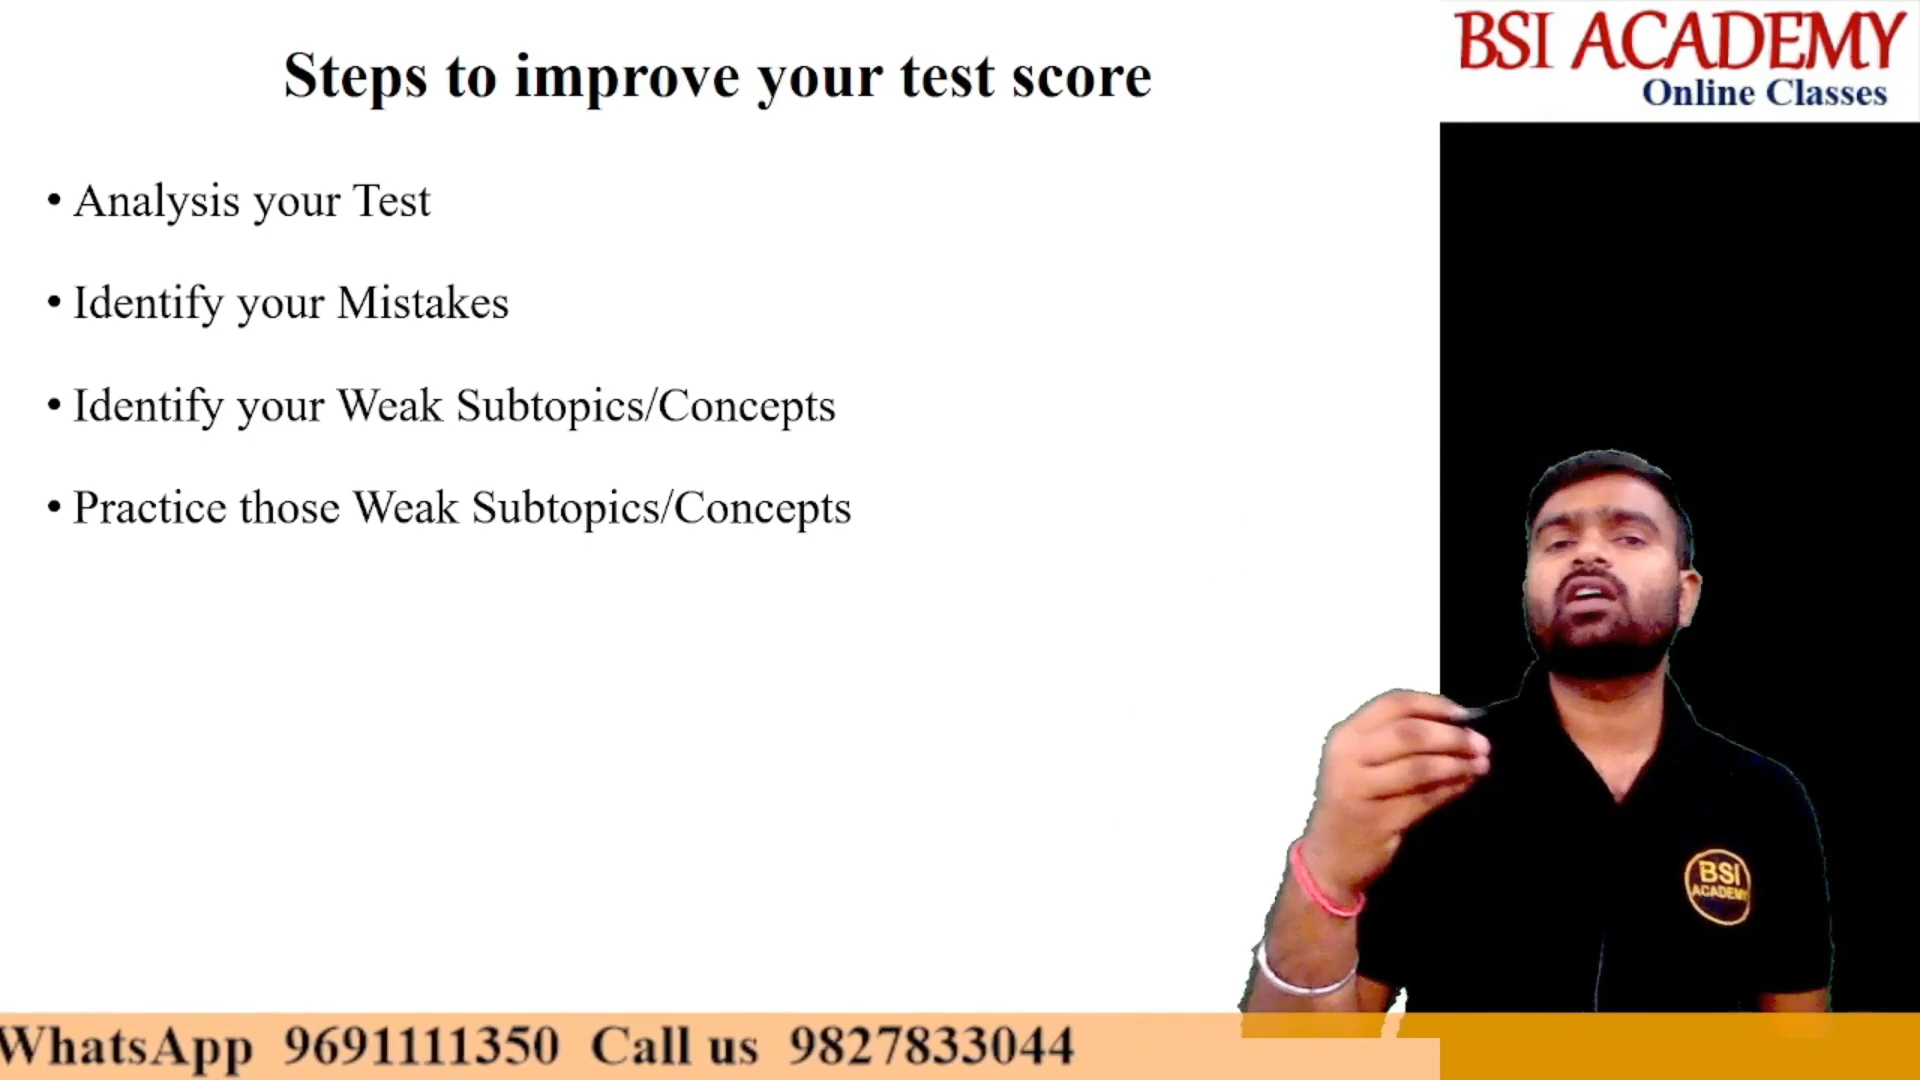 Steps to improve your test score
BSI ACADEMY
Online Classes
• Analysis your Test
• Identify your Mistakes
• Identify your Weak Subtopics/Concepts
• Practice those Weak Subtopics/Concepts
BSI
ACADEMY
WhatsApp 9691111350 Call us 9827833044